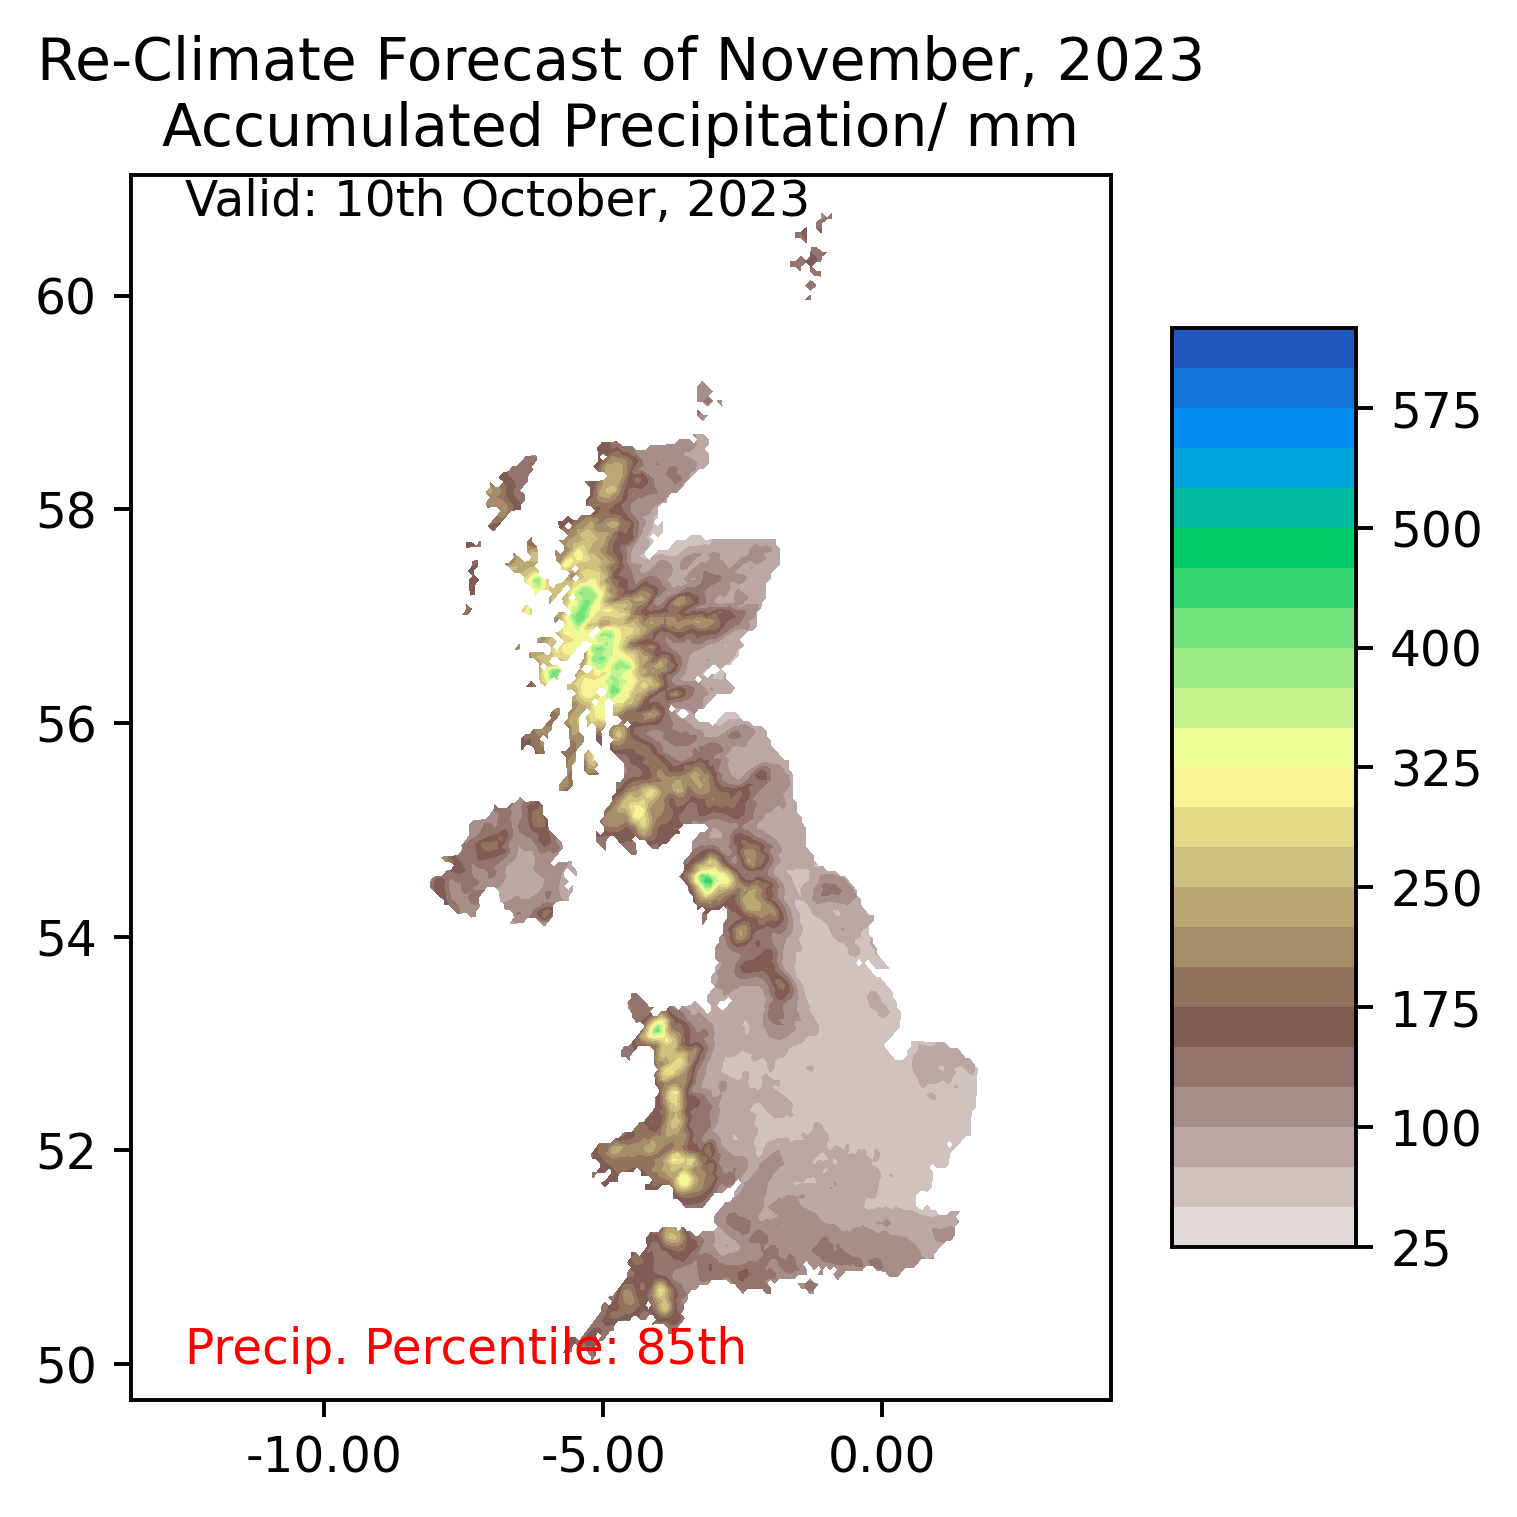 Re-Climate Forecast of November, 2023
Accumulated Precipitation/ mm
Valid: 10th October, 2023
60
58
56
54
52
50
-10.00 -5.00 0.00
575
500
400
325
250
175
100
25
Precip. Percentile: 85th